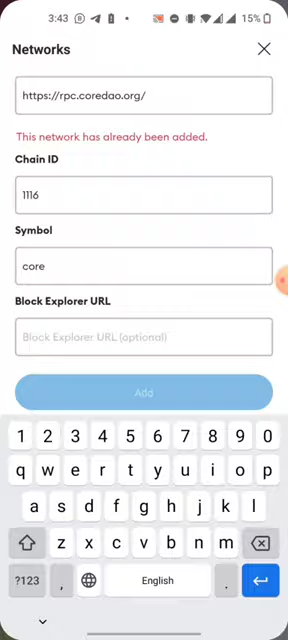 3:43
15%
Networks
https://rpc.coredao.org/
This network has already been added.
Chain ID
1116
Symbol
core
Block Explorer URL
Block Explorer URL (optional)
Add
1 2 3 4 5 6 7 8 9 0
q w e r t y u i o p
a s d f g h j k l
z x c v b n m
?123 , English .